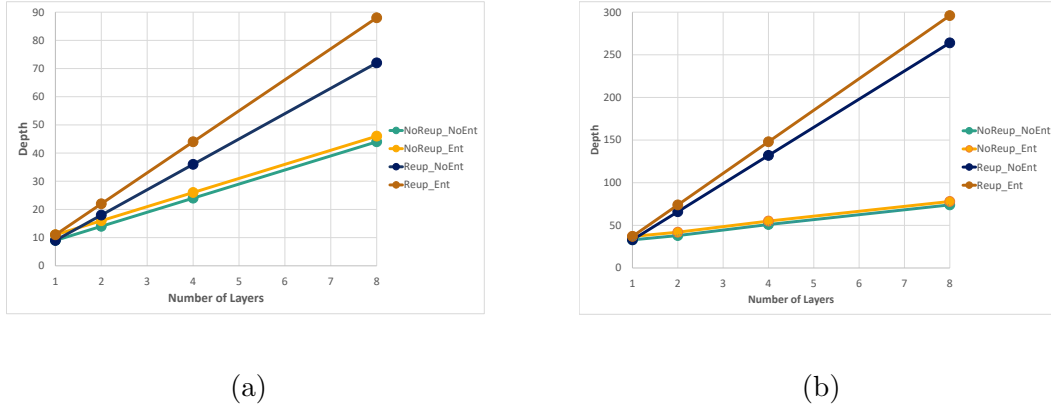 90
80
70
60
50
40
30
20
10
0
Depth
1 2 3 4 5 6 7 8
Number of Layers
NoReup_NoEnt
NoReup_Ent
Reup_NoEnt
Reup_Ent
(a)
300
250
200
150
100
50
0
Depth
1 2 3 4 5 6 7 8
Number of Layers
NoReup_NoEnt
NoReup_Ent
Reup_NoEnt
Reup_Ent
(b)